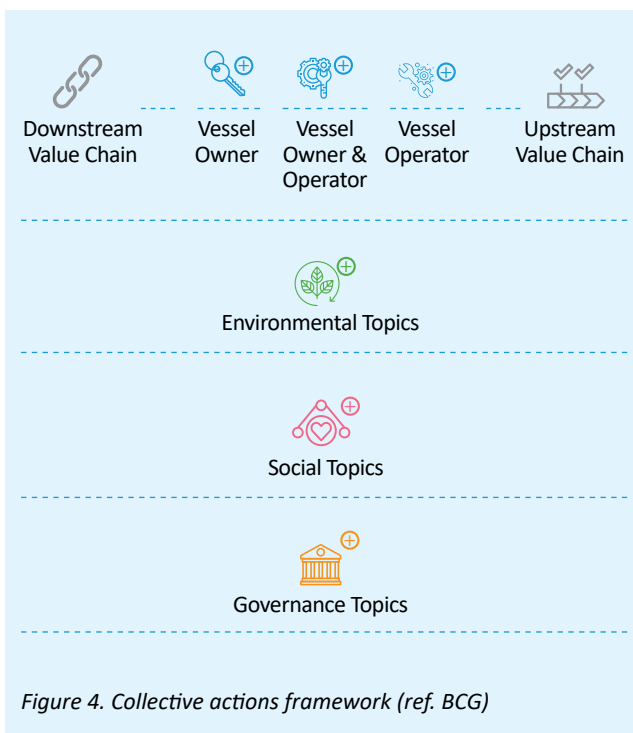 Downstream
Value Chain
Vessel
Owner
Vessel
Owner &
Operator
Vessel
Operator
Upstream
Value Chain
Environmental Topics
Social Topics
Governance Topics
Figure 4. Collective actions framework (ref. BCG)